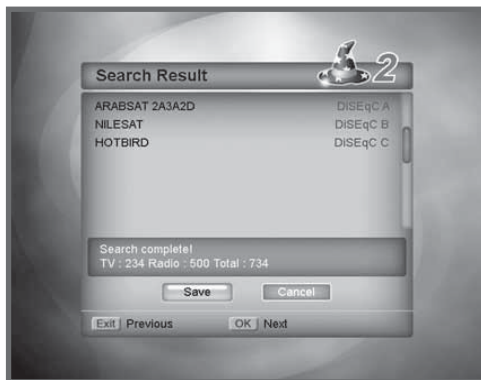 2
Search Result
ARABSAT 2A3A2D DiSEqC A
NILESAT DiSEqC B
HOTBIRD DiSEqC C
Search complete!
TV : 234 Radio : 500 Total : 734
Save Cancel
Exit Previous OK Next